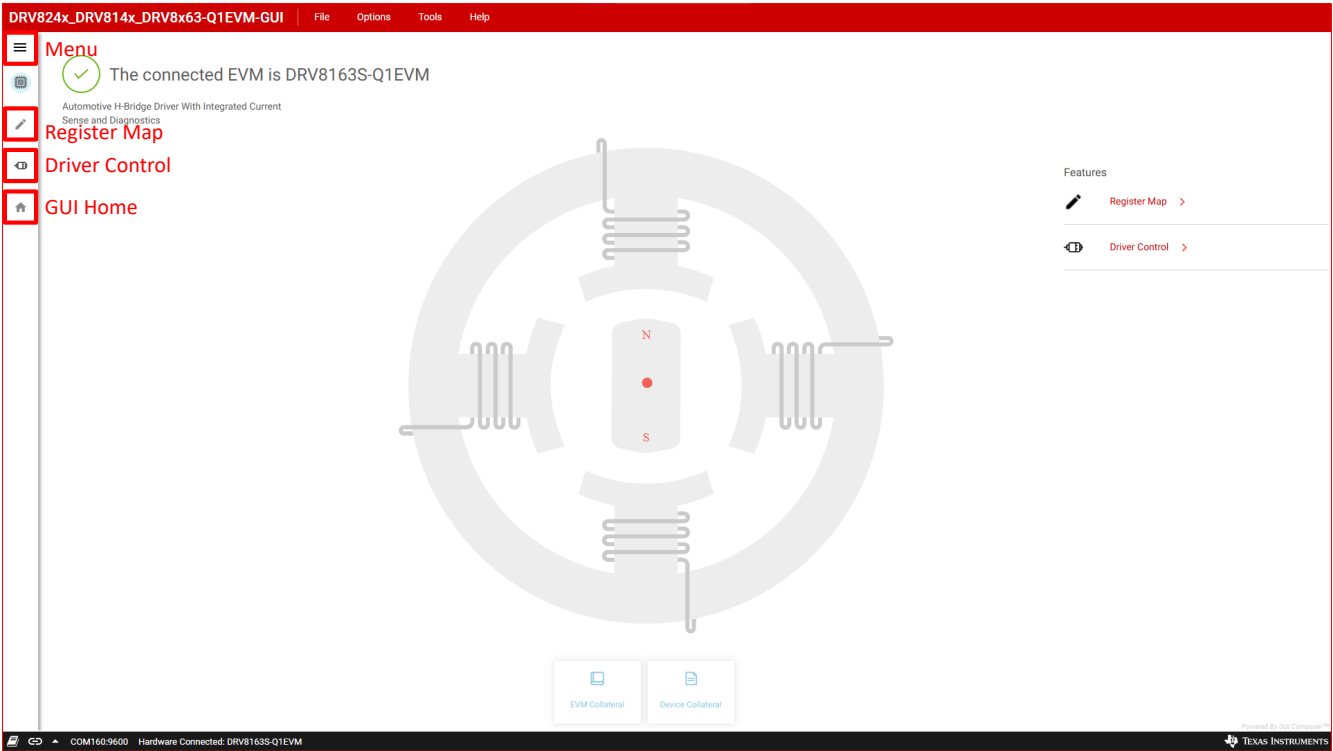 DRV824x_DRV814x_DRV8x63-Q1EVM-GUI File Options Tools Help
Menu
The connected EVM is DRV8163S-Q1EVM
Automotive H-Bridge Driver With Integrated Current
Sense and Diagnostics
Register Map
Driver Control
GUI Home
Features
Register Map
Driver Control
N
S
EVM Collateral
Device Collateral
Powered By GUI Composer™
COM160:9600 Hardware Connected: DRV8163S-Q1EVM
TEXAS INSTRUMENTS